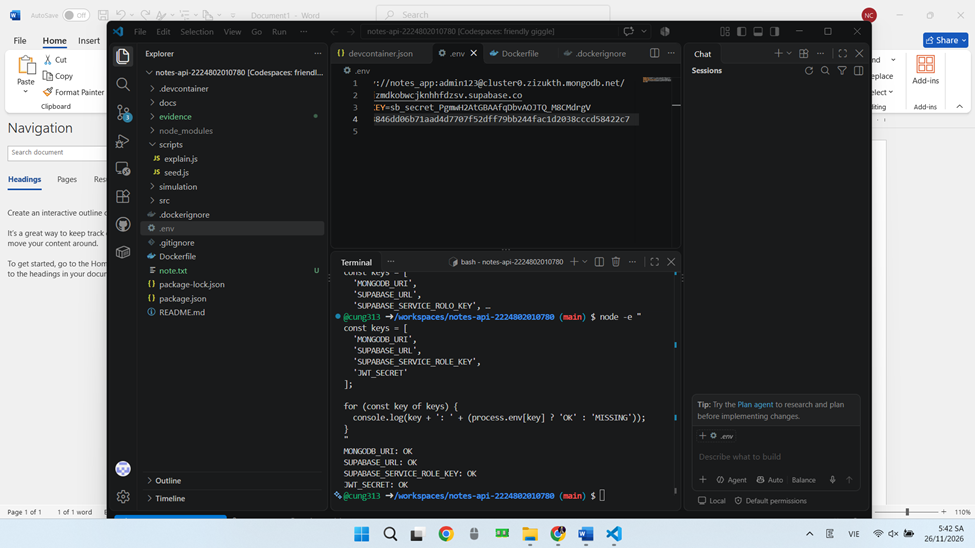 AutoSave Off
Document1 - Word
Search
NC
File Home Insert
Share
Paste
Cut
Copy
Format Painter
Clipboard
Add-ins
Add-ins
Navigation
Search document
Headings Pages
Create an interactive outline
It's a great way to keep track
move your content around.
To get started, go to the Home
to the headings in your docum
Page 1 of 1 1 of 1 word
110%
File Edit Selection View Go Run ···
notes-api-2224802010780 [Codespaces: friendly giggle]
Explorer
notes-api-2224802010780 [Codespaces: friendly...
.devcontainer
docs
evidence
node_modules
scripts
JS explain.js
JS seed.js
simulation
src
.dockerignore
.env
.gitignore
Dockerfile
note.txt U
package-lock.json
package.json
README.md
Outline
Timeline
devcontainer.json
.env
Dockerfile
.dockerignore
.env
1 ://notes_app:admin123@cluster0.zizukth.mongodb.net/
2 zmdkobwcjknhhfdzsv.supabase.co
3 KEY=sb_secret_PgmwH2AtGBAAfqDbvAOJTQ_M8CMdrgV
4 846dd06b71aad4d7707f52dff79bb244fac1d2038cccd58422c7
5
Terminal ···
bash - notes-api-2224802010780
const keys = [
'MONGODB_URI',
'SUPABASE_URL',
'SUPABASE_SERVICE_ROLO_KEY', …
@cung313 → /workspaces/notes-api-2224802010780 (main) $ node -e "
const keys = [
'MONGODB_URI',
'SUPABASE_URL',
'SUPABASE_SERVICE_ROLE_KEY',
'JWT_SECRET'
];
for (const key of keys) {
console.log(key + ': ' + (process.env[key] ? 'OK' : 'MISSING'));
}
"
MONGODB_URI: OK
SUPABASE_URL: OK
SUPABASE_SERVICE_ROLE_KEY: OK
JWT_SECRET: OK
@cung313 → /workspaces/notes-api-2224802010780 (main) $
Chat
Sessions
Tip: Try the Plan agent to research and plan
before implementing changes.
.env
Describe what to build
Agent Auto Balance
Local Default permissions
VIE
5:42 SA
26/11/2026